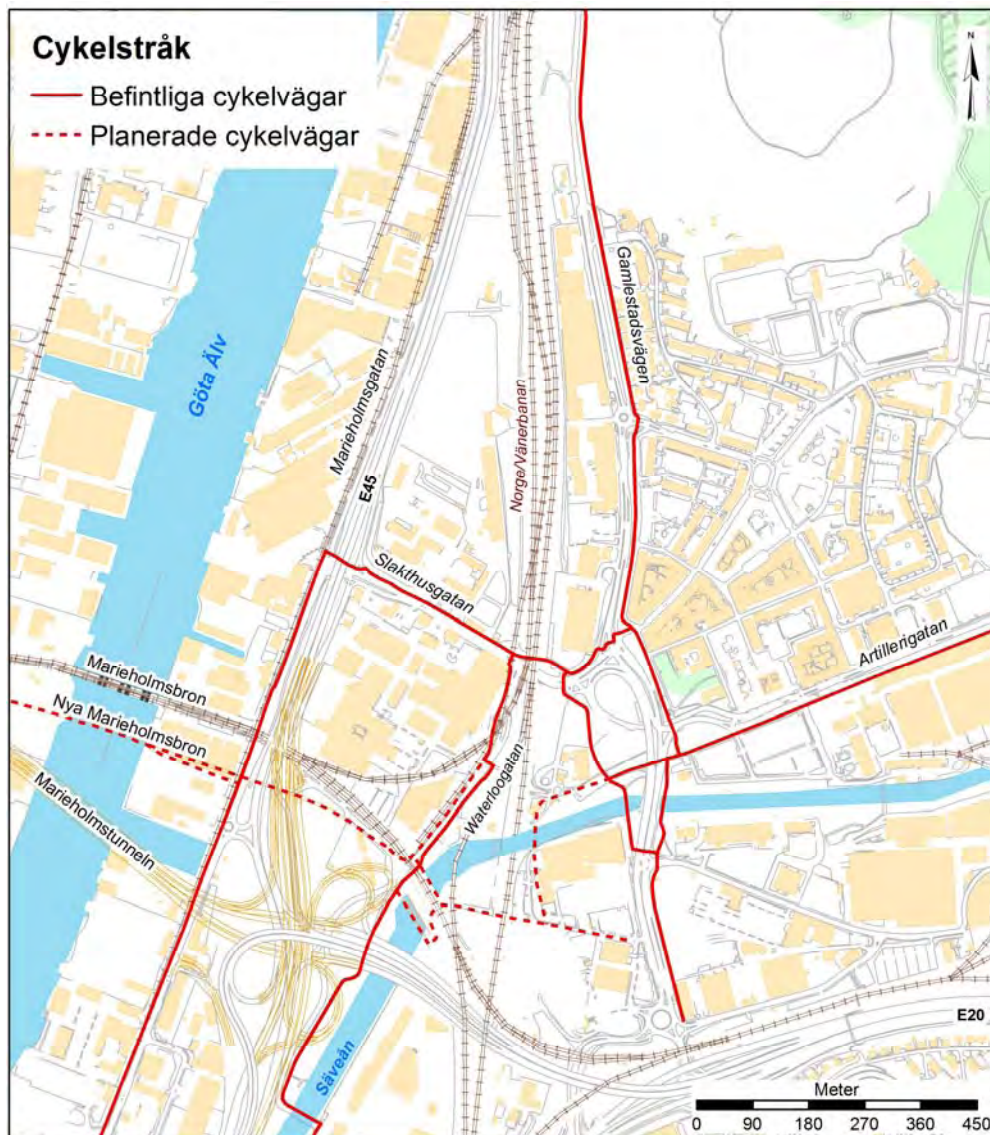 Cykelstråk
Befintliga cykelvägar
Planerade cykelvägar
N
Göta Älv
Marieholmsgatan
E45
Gamlestadsvägen
Norge/Vänerbanan
Slakthusgatan
Artillerigatan
Marieholmsbron
Nya Marieholmsbron
Marieholmstunneln
Waterloogatan
Säveån
E20
Meter
0 90 180 270 360 450